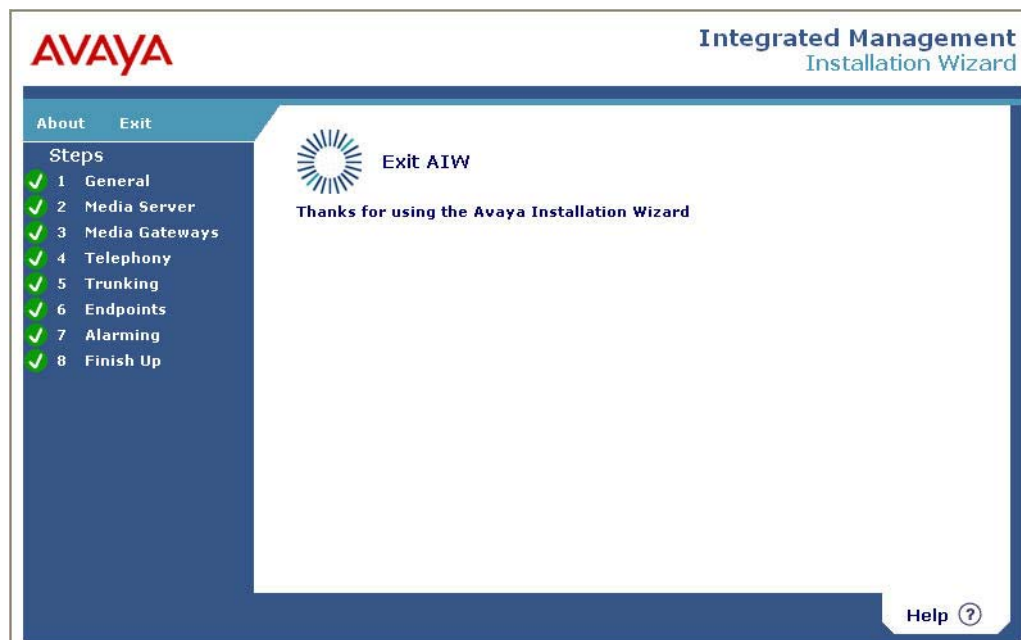 AVAYA
Integrated Management
Installation Wizard
About Exit
Steps
1 General
2 Media Server
3 Media Gateways
4 Telephony
5 Trunking
6 Endpoints
7 Alarming
8 Finish Up
Exit AIW
Thanks for using the Avaya Installation Wizard
Help ?